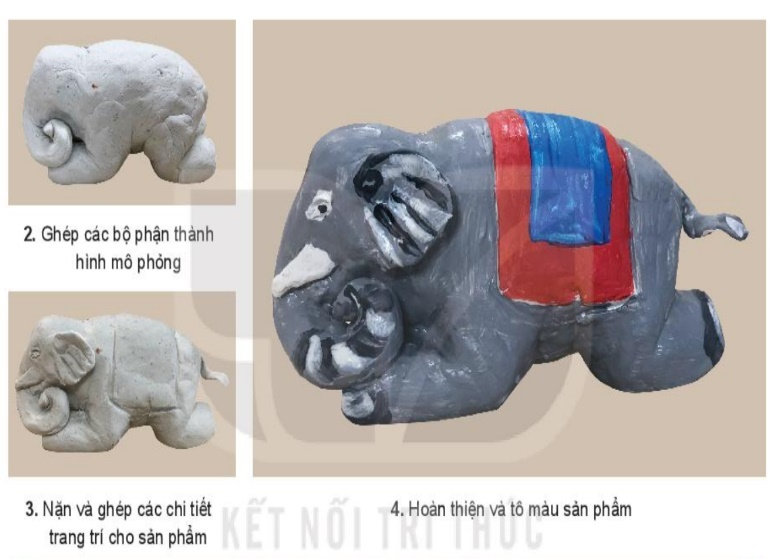 2. Ghép các bộ phận thành
hình mô phỏng
3. Nặn và ghép các chi tiết
trang trí cho sản phẩm
4. Hoàn thiện và tô màu sản phẩm
KẾT NỐI TRI THỨC